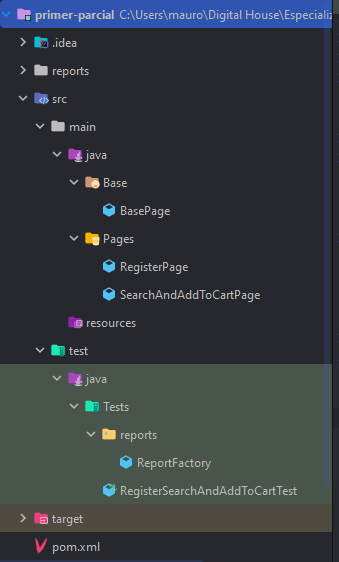 primer-parcial C:\Users\mauro\Digital House\Especializ
.idea
reports
src
main
java
Base
BasePage
Pages
RegisterPage
SearchAndAddToCartPage
resources
test
java
Tests
reports
ReportFactory
RegisterSearchAndAddToCartTest
target
pom.xml